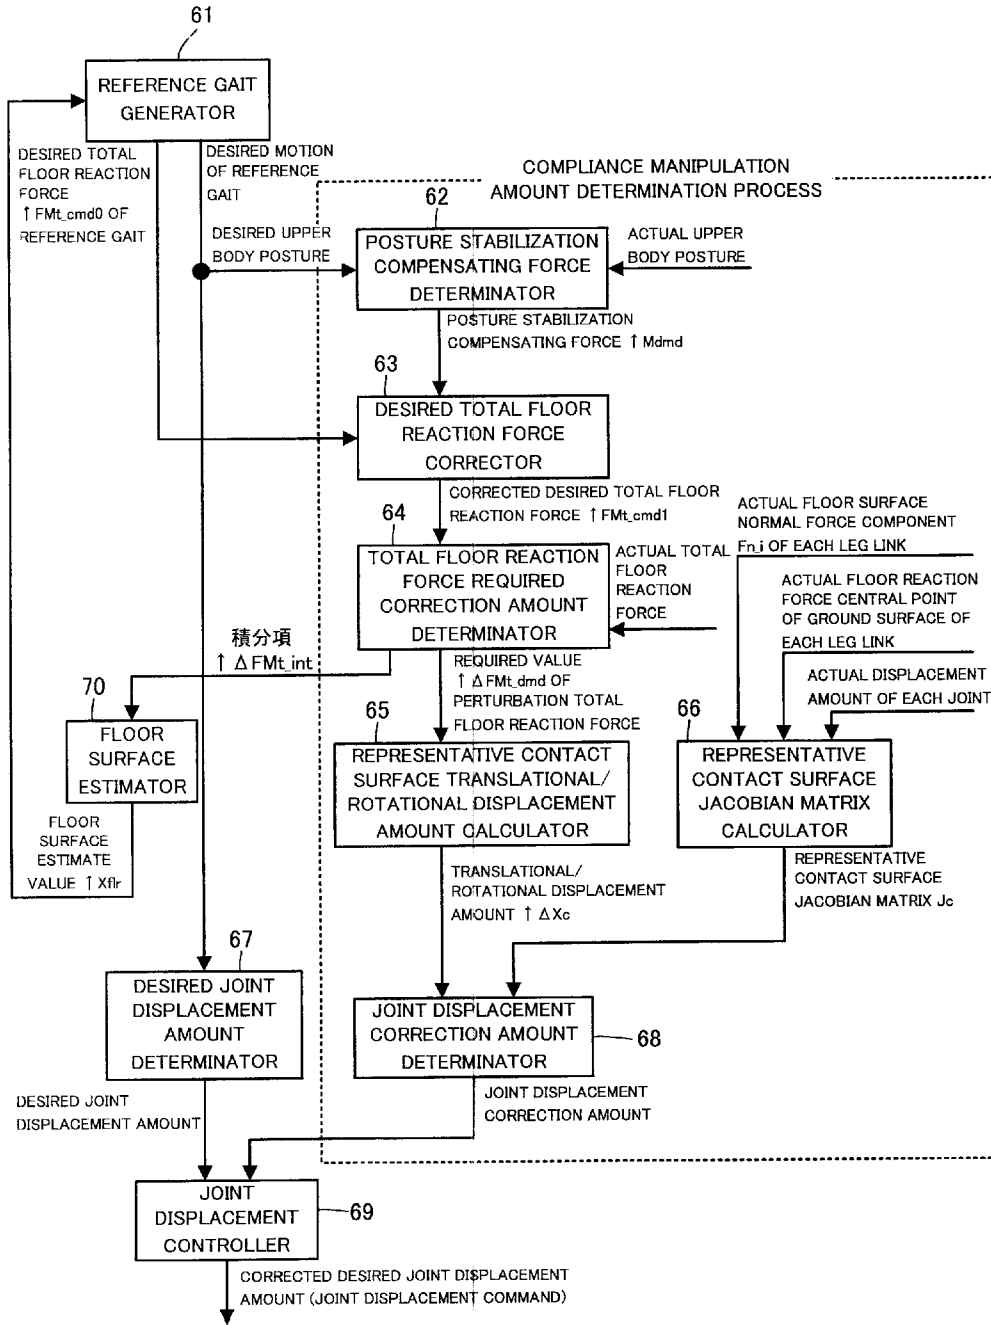 61
REFERENCE GAIT
GENERATOR
DESIRED TOTAL
FLOOR REACTION
FORCE
↑ FMt_cmd0 OF
REFERENCE GAIT
DESIRED MOTION
OF REFERENCE
GAIT
COMPLIANCE MANIPULATION
AMOUNT DETERMINATION PROCESS
62
DESIRED UPPER
BODY POSTURE
POSTURE STABILIZATION
COMPENSATING FORCE
DETERMINATOR
ACTUAL UPPER
BODY POSTURE
POSTURE STABILIZATION
COMPENSATING FORCE ↑ Mdmd
63
DESIRED TOTAL FLOOR
REACTION FORCE
CORRECTOR
CORRECTED DESIRED TOTAL FLOOR
REACTION FORCE ↑ FMt_cmd1
64
TOTAL FLOOR REACTION
FORCE REQUIRED
CORRECTION AMOUNT
DETERMINATOR
ACTUAL TOTAL
FLOOR
REACTION
FORCE
ACTUAL FLOOR SURFACE
NORMAL FORCE COMPONENT
Fn_i OF EACH LEG LINK
ACTUAL FLOOR REACTION
FORCE CENTRAL POINT
OF GROUND SURFACE OF
EACH LEG LINK
ACTUAL DISPLACEMENT
AMOUNT OF EACH JOINT
積分項
↑ ΔFMt_int
REQUIRED VALUE
↑ ΔFMt_dmd OF
PERTURBATION TOTAL
FLOOR REACTION FORCE
70
FLOOR
SURFACE
ESTIMATOR
65
REPRESENTATIVE CONTACT
SURFACE TRANSLATIONAL/
ROTATIONAL DISPLACEMENT
AMOUNT CALCULATOR
66
REPRESENTATIVE
CONTACT SURFACE
JACOBIAN MATRIX
CALCULATOR
FLOOR
SURFACE
ESTIMATE
VALUE ↑ Xflr
TRANSLATIONAL/
ROTATIONAL DISPLACEMENT
AMOUNT ↑ ΔXc
REPRESENTATIVE
CONTACT SURFACE
JACOBIAN MATRIX Jc
67
DESIRED JOINT
DISPLACEMENT
AMOUNT
DETERMINATOR
JOINT DISPLACEMENT
CORRECTION AMOUNT
DETERMINATOR
68
DESIRED JOINT
DISPLACEMENT AMOUNT
JOINT DISPLACEMENT
CORRECTION AMOUNT
JOINT
DISPLACEMENT
CONTROLLER
69
CORRECTED DESIRED JOINT DISPLACEMENT
AMOUNT (JOINT DISPLACEMENT COMMAND)